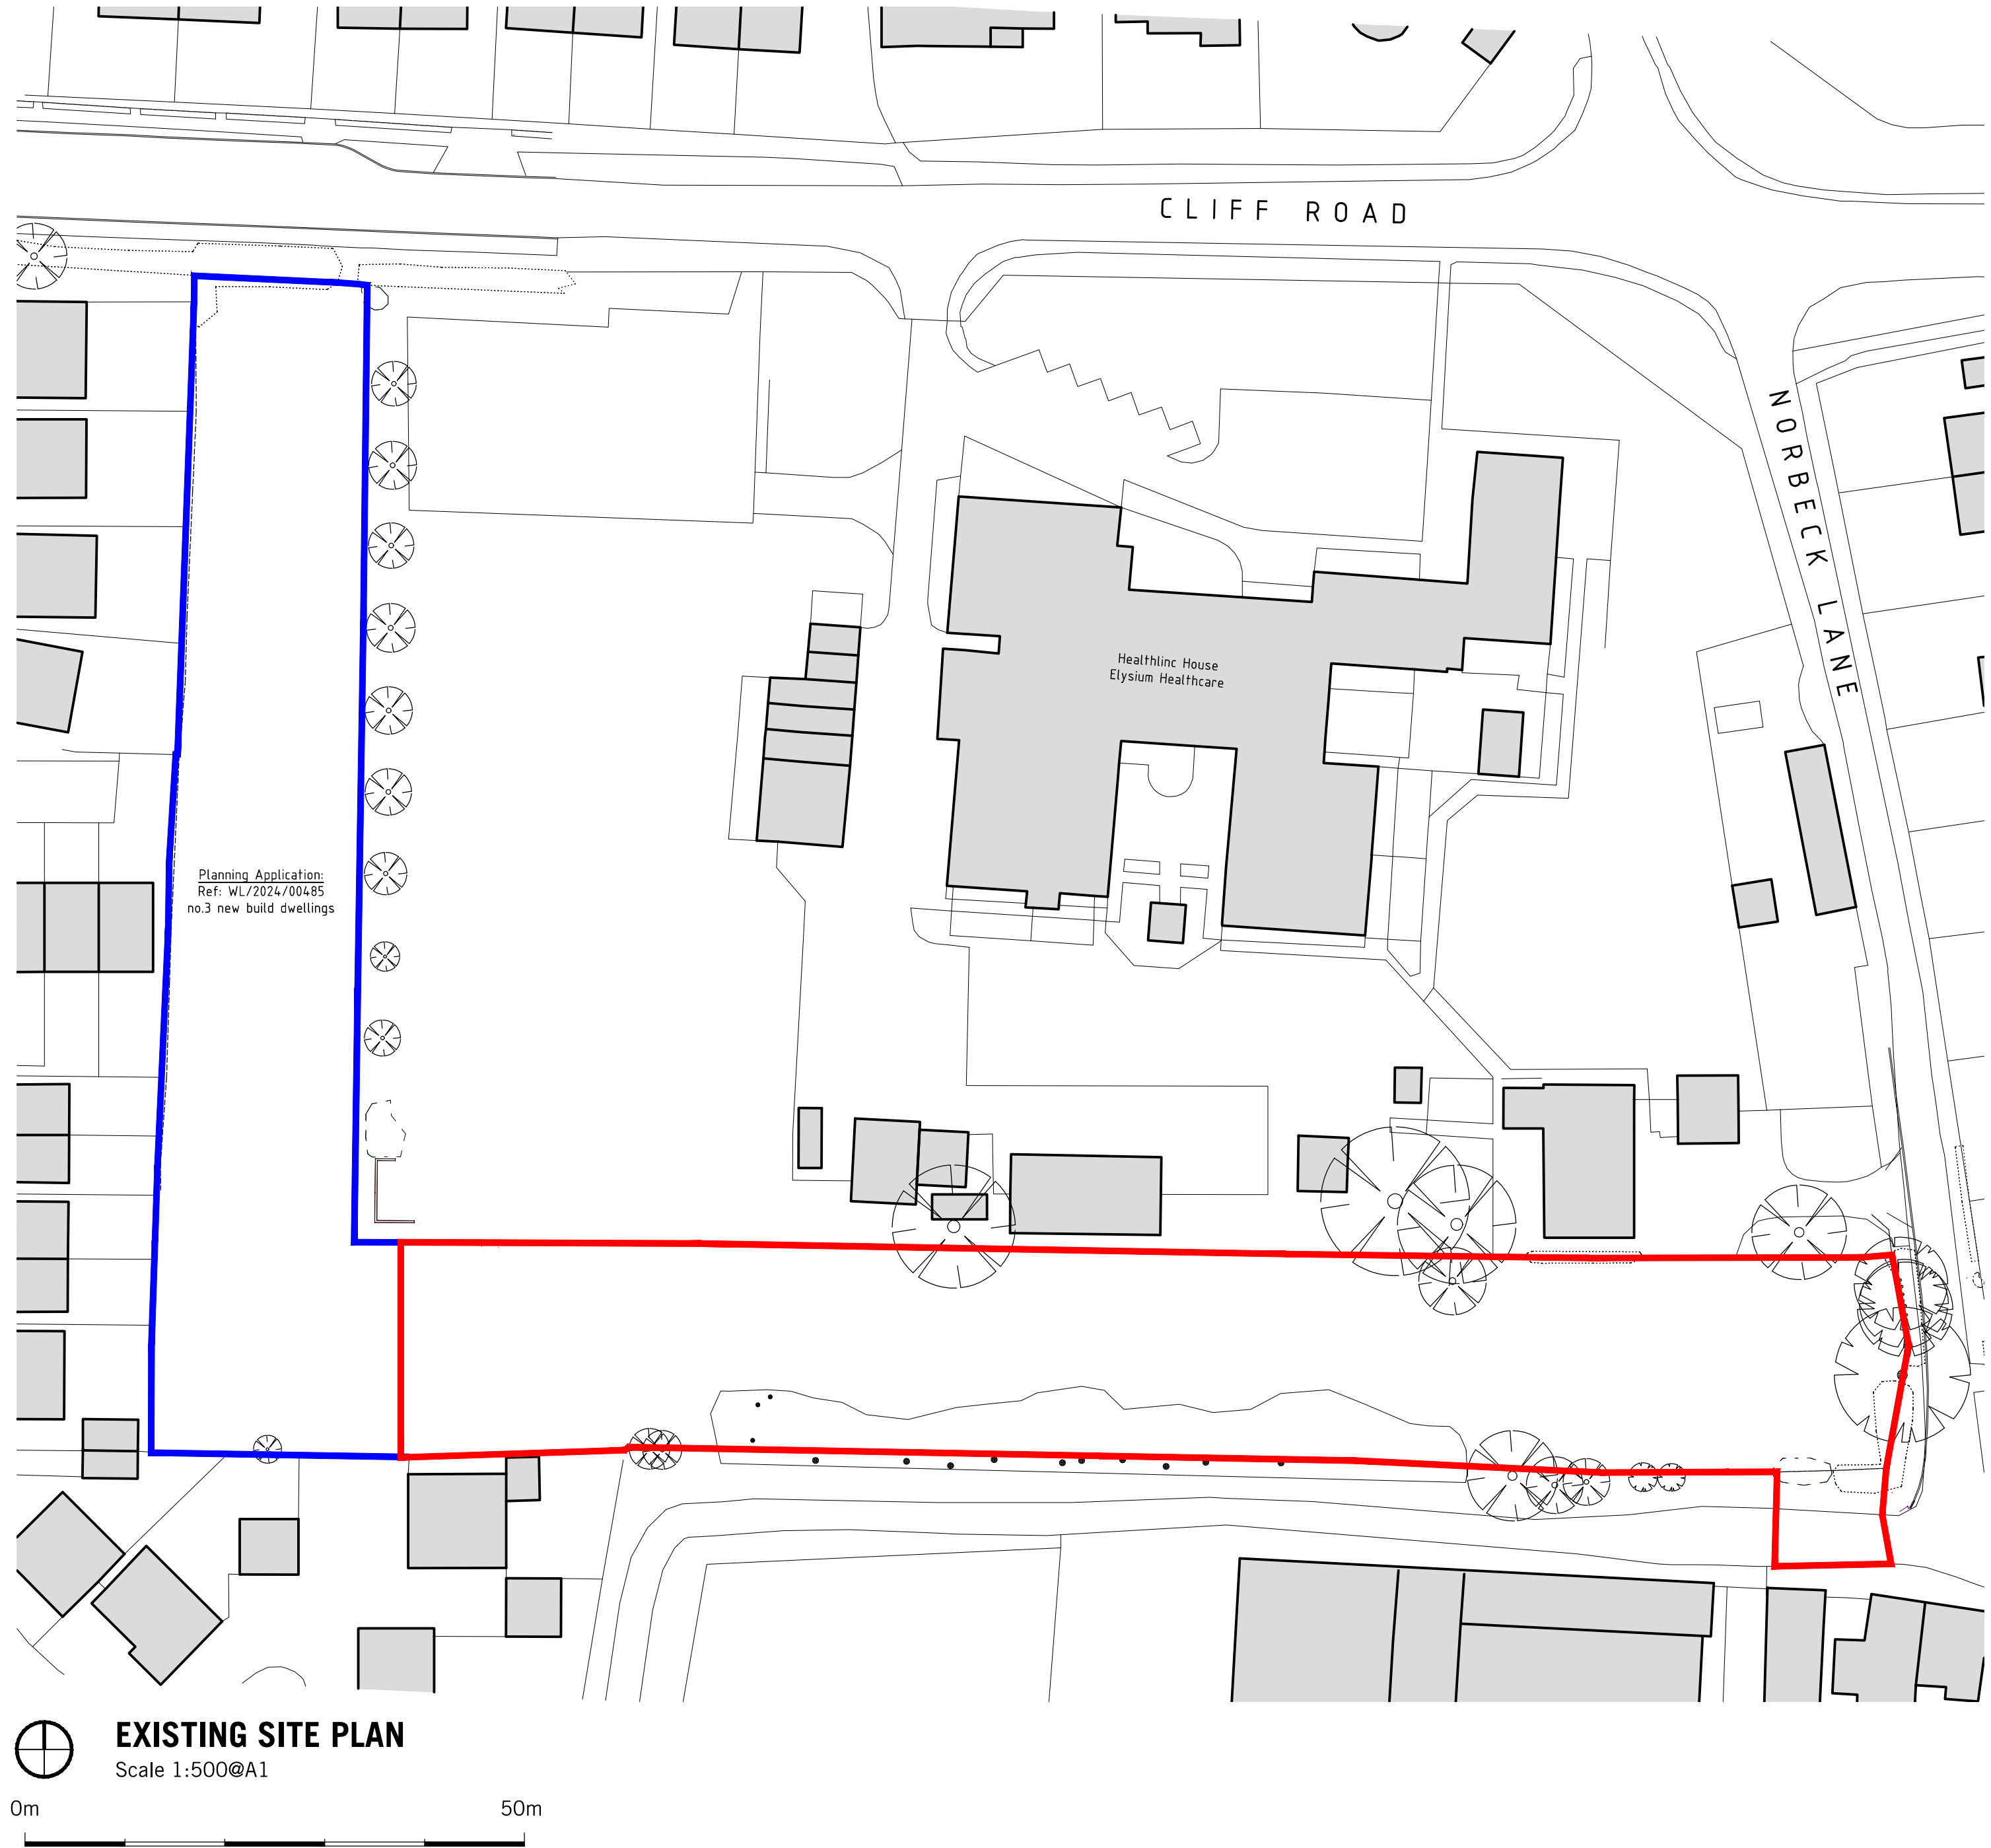 CLIFF ROAD
NORBECK LANE
Healthlinc House
Elysium Healthcare
Planning Application:
Ref: WL/2024/00485
no.3 new build dwellings
EXISTING SITE PLAN
Scale 1:500@A1
0m 50m